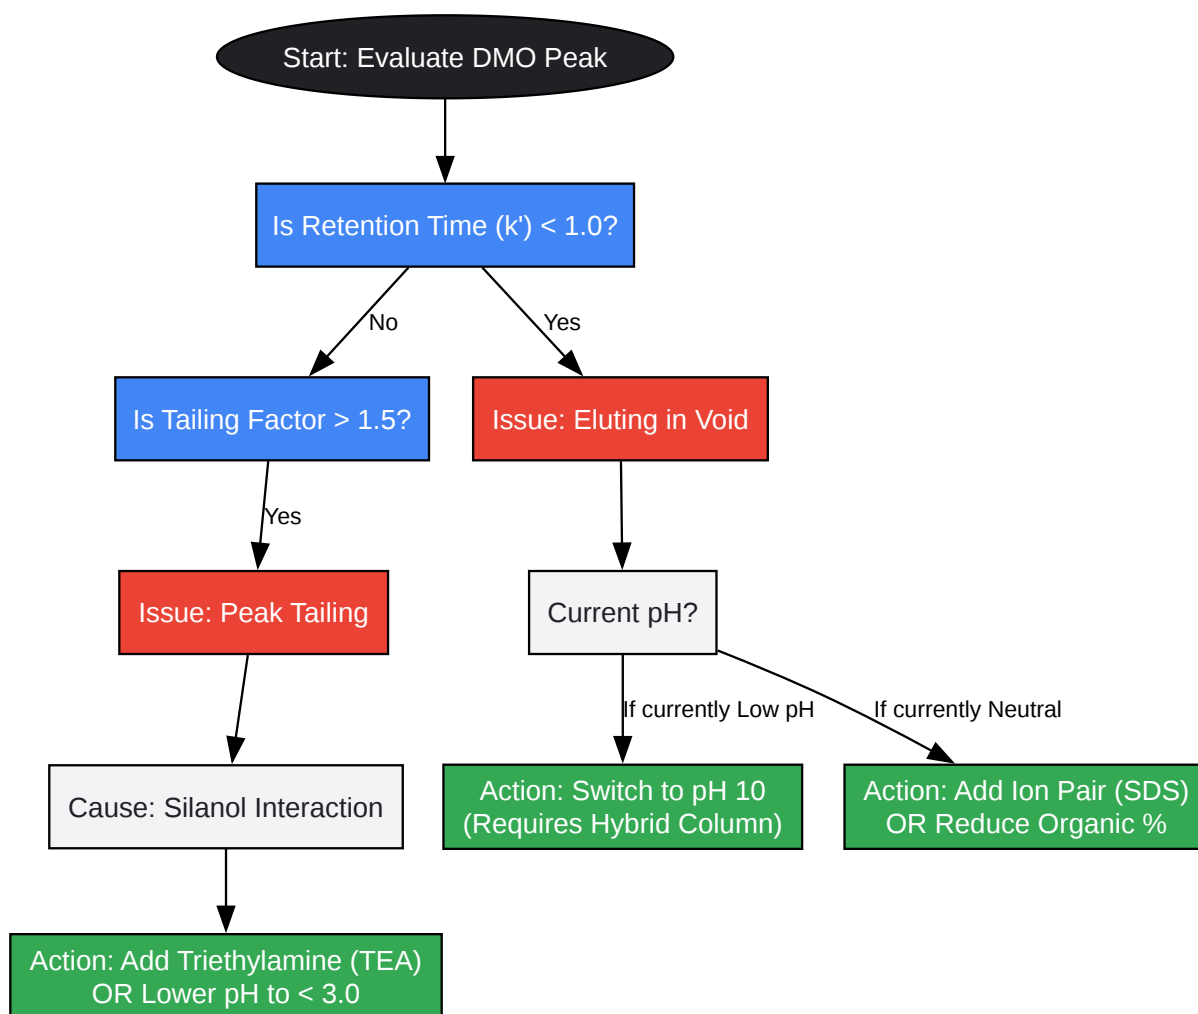 Start: Evaluate DMO Peak
Is Retention Time (k') < 1.0?
No
Yes
Is Tailing Factor > 1.5?
Issue: Eluting in Void
Yes
Issue: Peak Tailing
Current pH?
If currently Low pH
If currently Neutral
Cause: Silanol Interaction
Action: Switch to pH 10
(Requires Hybrid Column)
Action: Add Ion Pair (SDS)
OR Reduce Organic %
Action: Add Triethylamine (TEA)
OR Lower pH to < 3.0